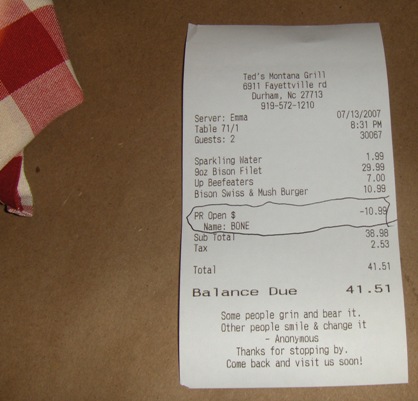 Ted's Montana Grill
6911 Fayettville rd
Durham, Nc 27713
919-572-1210
Server: Emma 07/13/2007
Table 71/1 8:31 PM
Guests: 2 30067
Sparkling Water 1.99
9oz Bison Filet 29.99
Up Beefeaters 7.00
Bison Swiss & Mush Burger 10.99
PR Open $ -10.99
Name: BONE
Sub Total 38.98
Tax 2.53
Total 41.51
Balance Due 41.51
Some people grin and bear it.
Other people smile & change it
- Anonymous
Thanks for stopping by.
Come back and visit us soon!